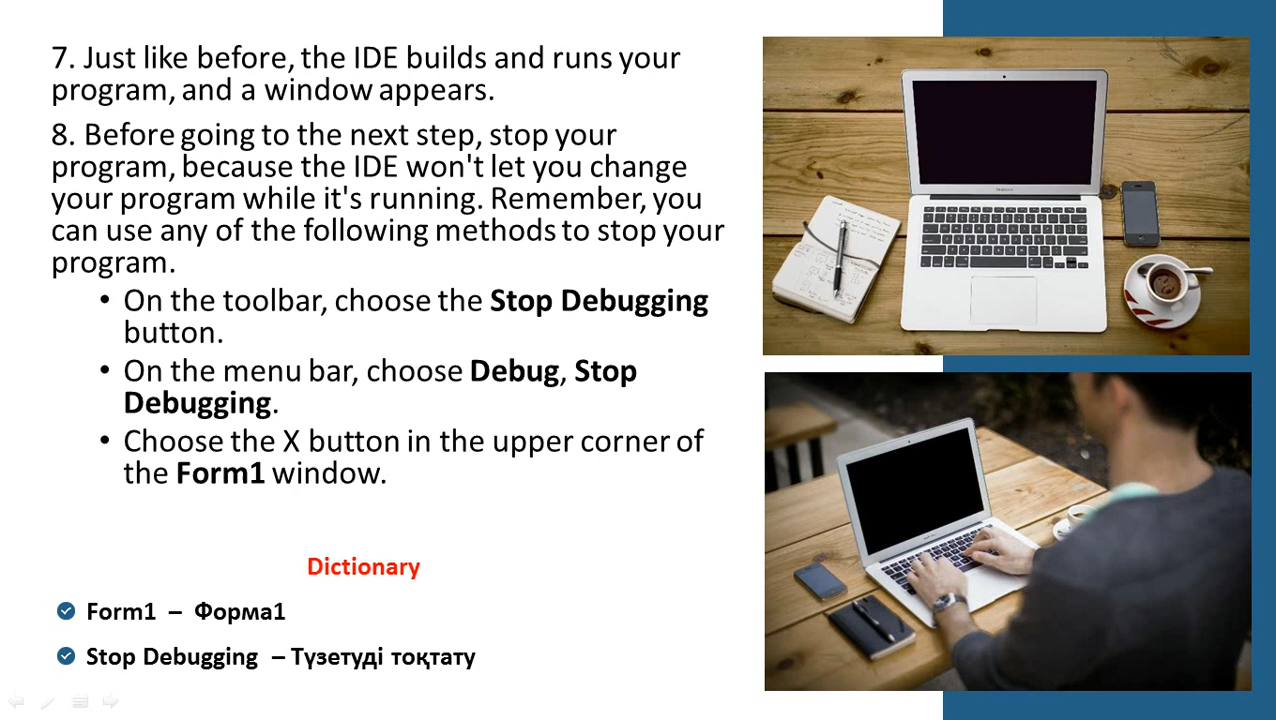 7. Just like before, the IDE builds and runs your
program, and a window appears.
8. Before going to the next step, stop your
program, because the IDE won't let you change
your program while it's running. Remember, you
can use any of the following methods to stop your
program.
• On the toolbar, choose the Stop Debugging
button.
• On the menu bar, choose Debug, Stop
Debugging.
• Choose the X button in the upper corner of
the Form1 window.
Dictionary
Form1 – Форма1
Stop Debugging – Түзетуді тоқтату